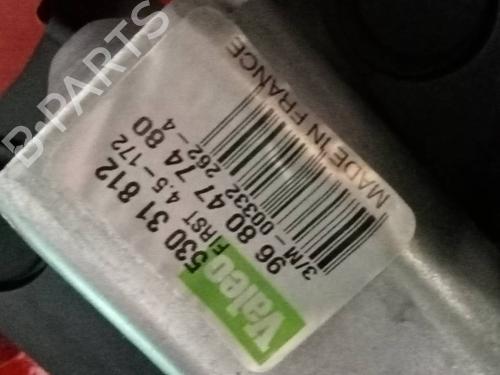 Valeo
530 31 812
FIRST 4.5-172
96 80 47 74 80
3/M-00332 262-4
MADE IN FRANCE
B-PARTS